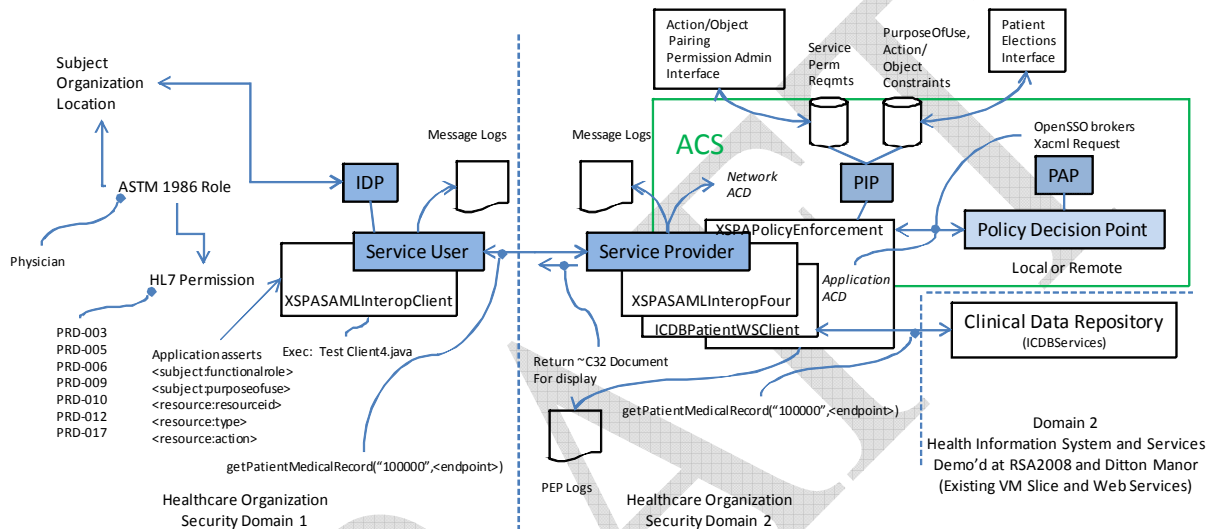 Action/Object
Pairing
Permission Admin
Interface
Service
Perm
Reqmts
PurposeOfUse,
Action/
Object
Constraints
Patient
Elections
Interface
Subject
Organization
Location
Message Logs
Message Logs
ACS
OpenSSO brokers
Xacml Request
IDP
Network
ACD
PIP
PAP
ASTM 1986 Role
XSPAPolicyEnforcement
Service User
Service Provider
Policy Decision Point
Physician
Local or Remote
HL7 Permission
XSPASAMLInteropClient
XSPASAMLInteropFour
Application
ACD
ICDBPatientWSClient
Clinical Data Repository
(ICDBServices)
PRD-003
PRD-005
PRD-006
PRD-009
PRD-010
PRD-012
PRD-017
Application asserts
<subject:functionalrole>
<subject:purposeofuse>
<resource:resourceid>
<resource:type>
<resource:action>
Exec: Test Client4.java
Return ~C32 Document
For display
getPatientMedicalRecord("100000",<endpoint>)
getPatientMedicalRecord("100000",<endpoint>)
PEP Logs
Domain 2
Health Information System and Services
Demo'd at RSA2008 and Ditton Manor
(Existing VM Slice and Web Services)
Healthcare Organization
Security Domain 1
Healthcare Organization
Security Domain 2